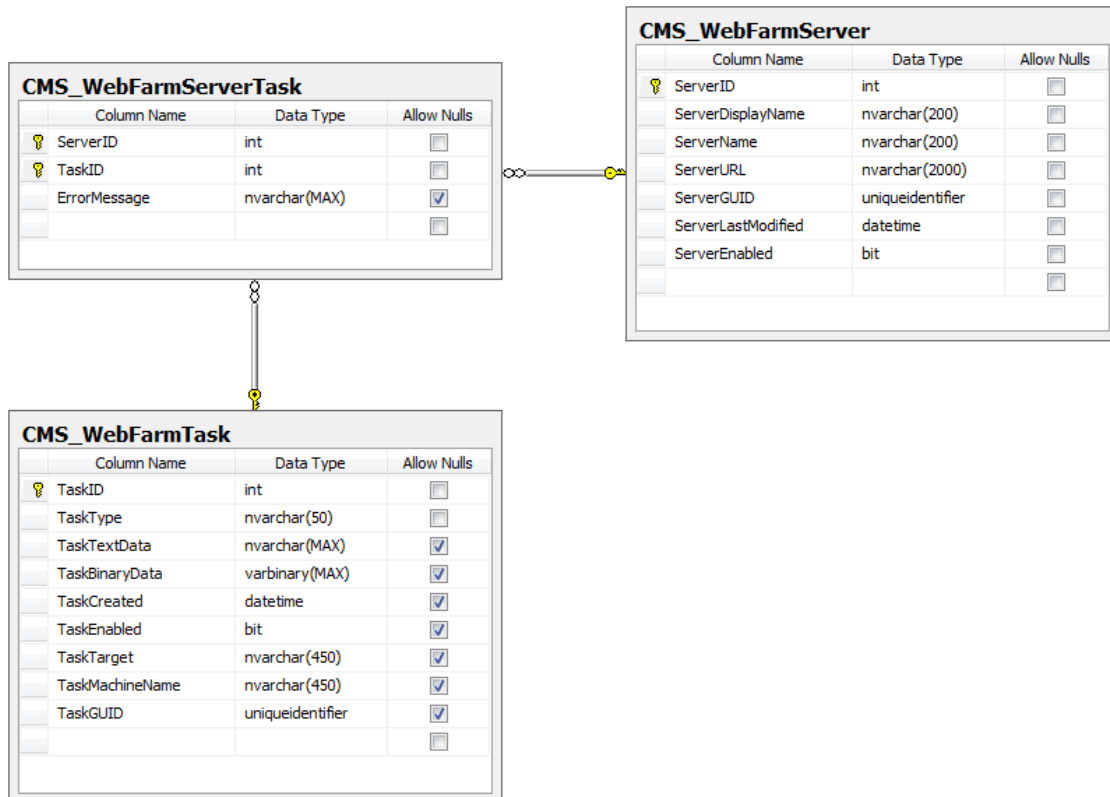 CMS_WebFarmServerTask
Column Name Data Type Allow Nulls
ServerID int
TaskID int
ErrorMessage nvarchar(MAX)
CMS_WebFarmServer
Column Name Data Type Allow Nulls
ServerID int
ServerDisplayName nvarchar(200)
ServerName nvarchar(200)
ServerURL nvarchar(2000)
ServerGUID uniqueidentifier
ServerLastModified datetime
ServerEnabled bit
CMS_WebFarmTask
Column Name Data Type Allow Nulls
TaskID int
TaskType nvarchar(50)
TaskTextData nvarchar(MAX)
TaskBinaryData varbinary(MAX)
TaskCreated datetime
TaskEnabled bit
TaskTarget nvarchar(450)
TaskMachineName nvarchar(450)
TaskGUID uniqueidentifier